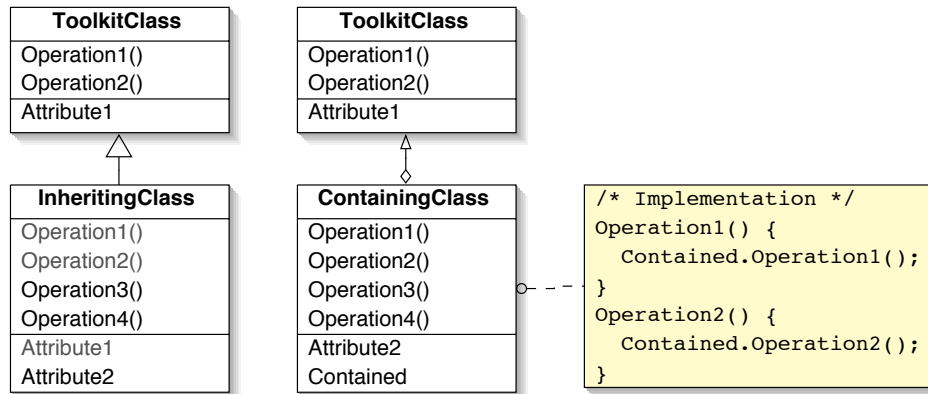 ToolkitClass
Operation1()
Operation2()
Attribute1
InheritingClass
Operation1()
Operation2()
Operation3()
Operation4()
Attribute1
Attribute2
ToolkitClass
Operation1()
Operation2()
Attribute1
ContainingClass
Operation1()
Operation2()
Operation3()
Operation4()
Attribute2
Contained
/* Implementation */
Operation1() {
  Contained.Operation1();
}
Operation2() {
  Contained.Operation2();
}